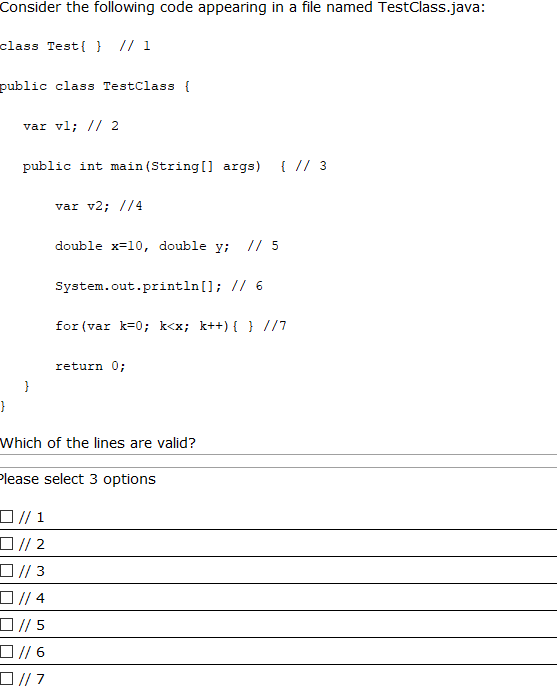 Consider the following code appearing in a file named TestClass.java:
class Test{ }  // 1
public class TestClass {
var v1; // 2
public int main(String[] args)  { // 3
var v2; //4
double x=10, double y;  // 5
System.out.println[]; // 6
for(var k=0; k<x; k++){ } //7
return 0;
}
}
Which of the lines are valid?
Please select 3 options
// 1
// 2
// 3
// 4
// 5
// 6
// 7